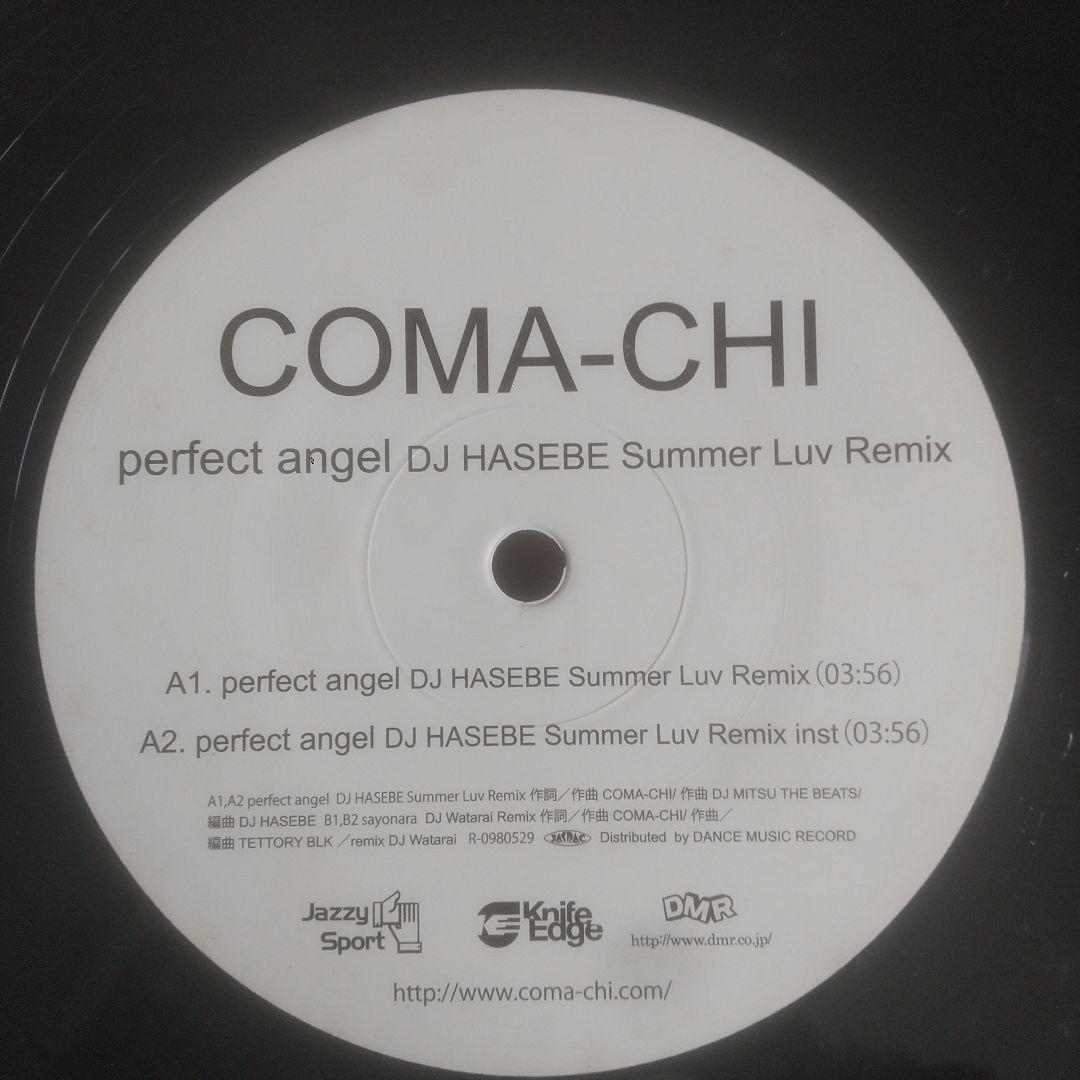 COMA-CHI
perfect angel DJ HASEBE Summer Luv Remix
A1. perfect angel DJ HASEBE Summer Luv Remix(03:56)
A2. perfect angel DJ HASEBE Summer Luv Remix inst(03:56)
A1,A2 perfect angel DJ HASEBE Summer Luv Remix 作詞／作曲 COMA-CHI/ 作曲 DJ MITSU THE BEATS/
編曲 DJ HASEBE B1,B2 sayonara DJ Watarai Remix 作詞／作曲 COMA-CHI/ 作曲／
編曲 TETTORY BLK ／remix DJ Watarai R-0980529 JASRAC Distributed by DANCE MUSIC RECORD
Jazzy Sport
Knife Edge
DMR
http://www.dmr.co.jp/
http://www.coma-chi.com/